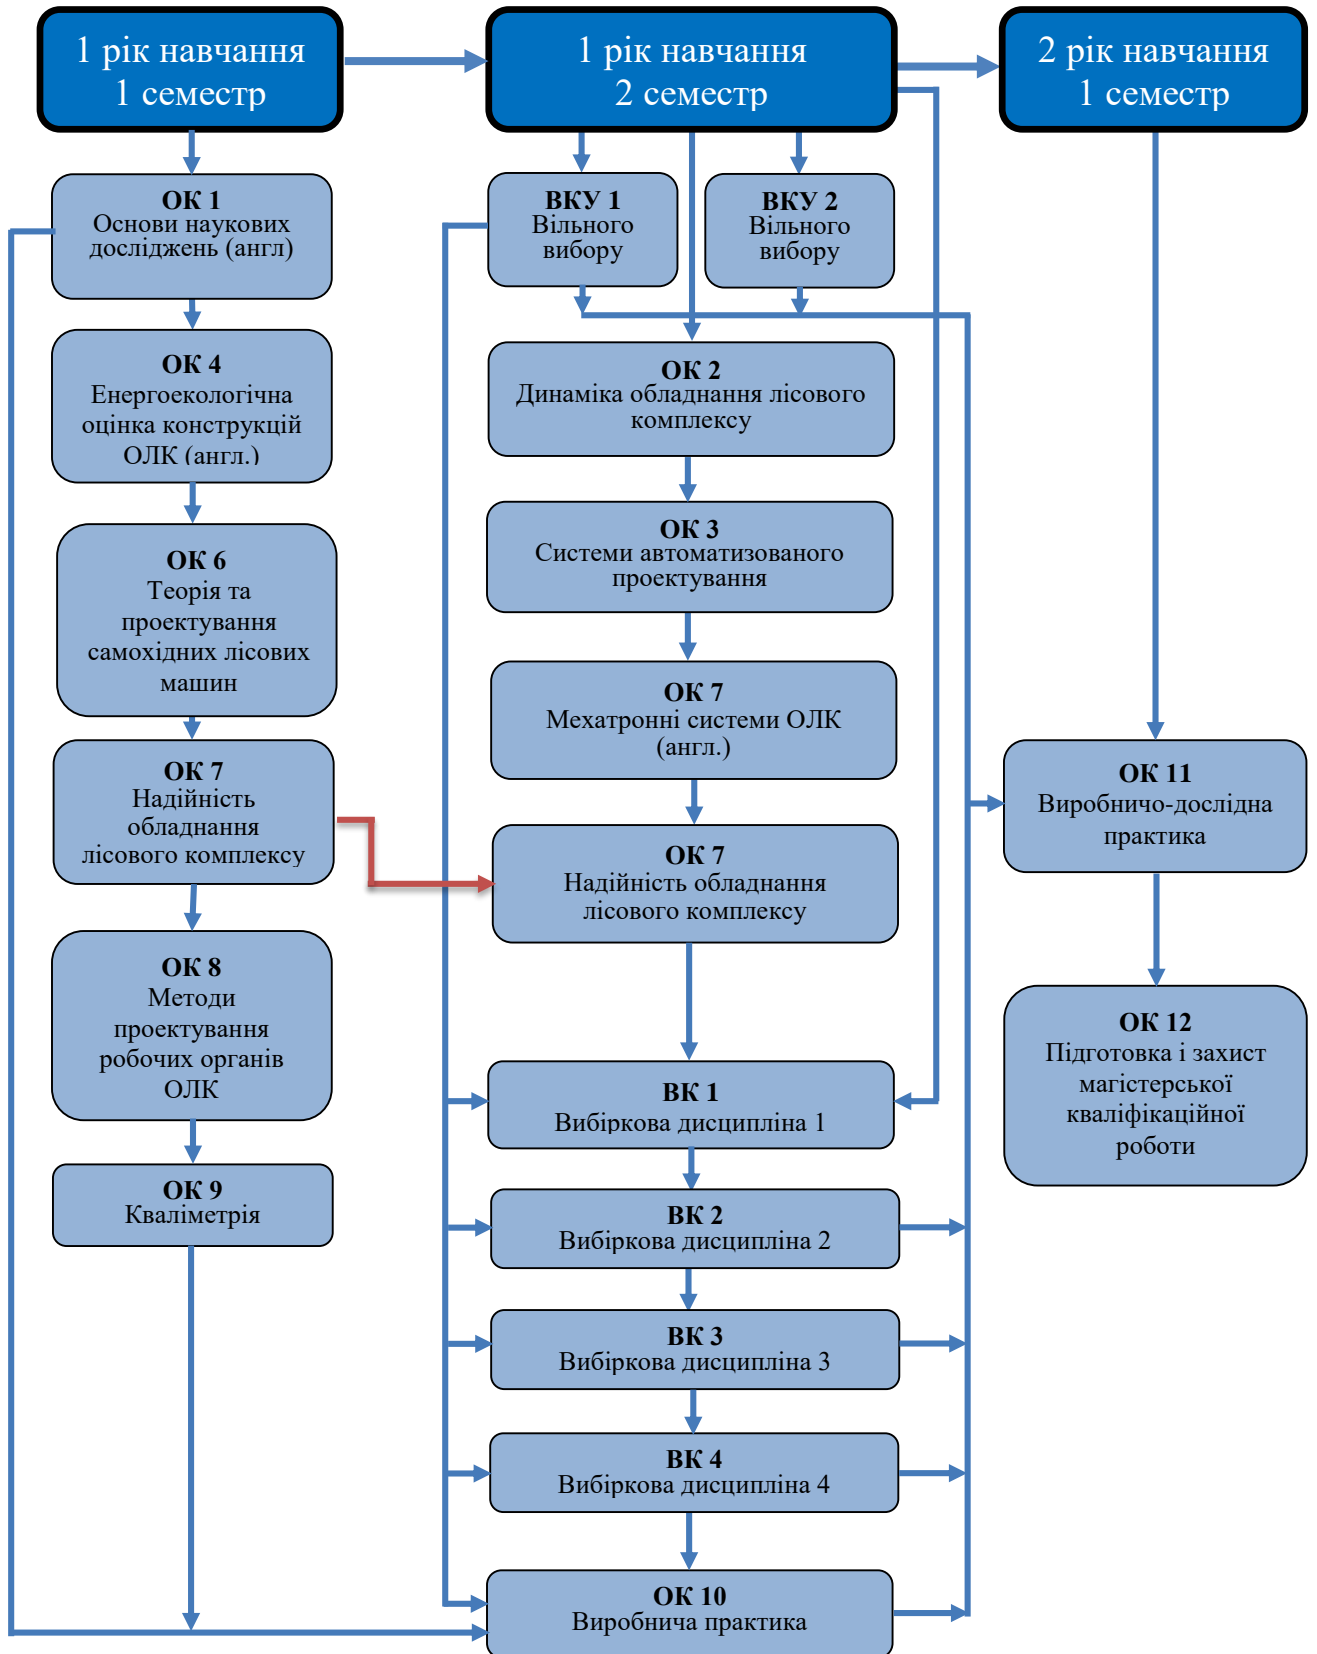 1 рік навчання
1 семестр
1 рік навчання
2 семестр
2 рік навчання
1 семестр
ОК 1
Основи наукових
досліджень (англ)
ОК 4
Енергоекологічна
оцінка конструкцій
ОЛК (англ.)
ОК 6
Теорія та
проектування
самохідних лісових
машин
ОК 7
Надійність
обладнання
лісового комплексу
ОК 8
Методи
проектування
робочих органів
ОЛК
ОК 9
Кваліметрія
ВКУ 1
Вільного
вибору
ВКУ 2
Вільного
вибору
ОК 2
Динаміка обладнання лісового
комплексу
ОК 3
Системи автоматизованого
проектування
ОК 7
Мехатронні системи ОЛК
(англ.)
ОК 7
Надійність обладнання
лісового комплексу
ВК 1
Вибіркова дисципліна 1
ВК 2
Вибіркова дисципліна 2
ВК 3
Вибіркова дисципліна 3
ВК 4
Вибіркова дисципліна 4
ОК 10
Виробнича практика
ОК 11
Виробничо-дослідна
практика
ОК 12
Підготовка і захист
магістерської
кваліфікаційної
роботи